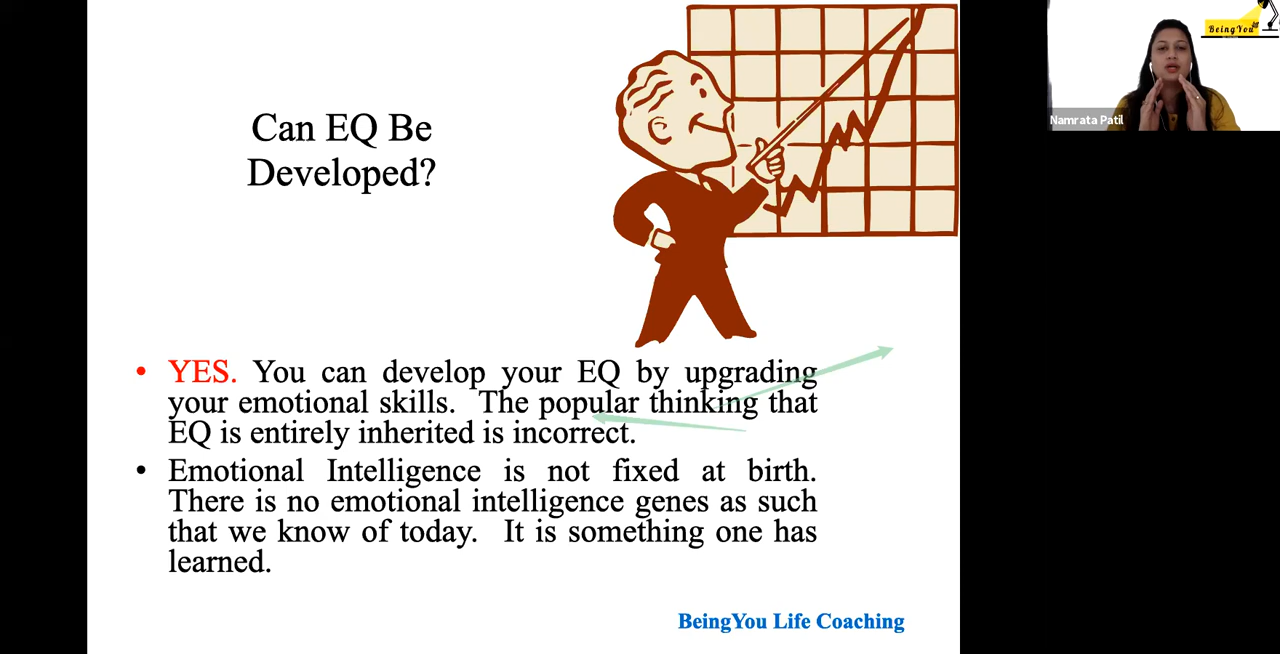 Can EQ Be
Developed?
• YES. You can develop your EQ by upgrading
your emotional skills. The popular thinking that
EQ is entirely inherited is incorrect.
• Emotional Intelligence is not fixed at birth.
There is no emotional intelligence genes as such
that we know of today. It is something one has
learned.
BeingYou Life Coaching
BeingYou
Namrata Patil